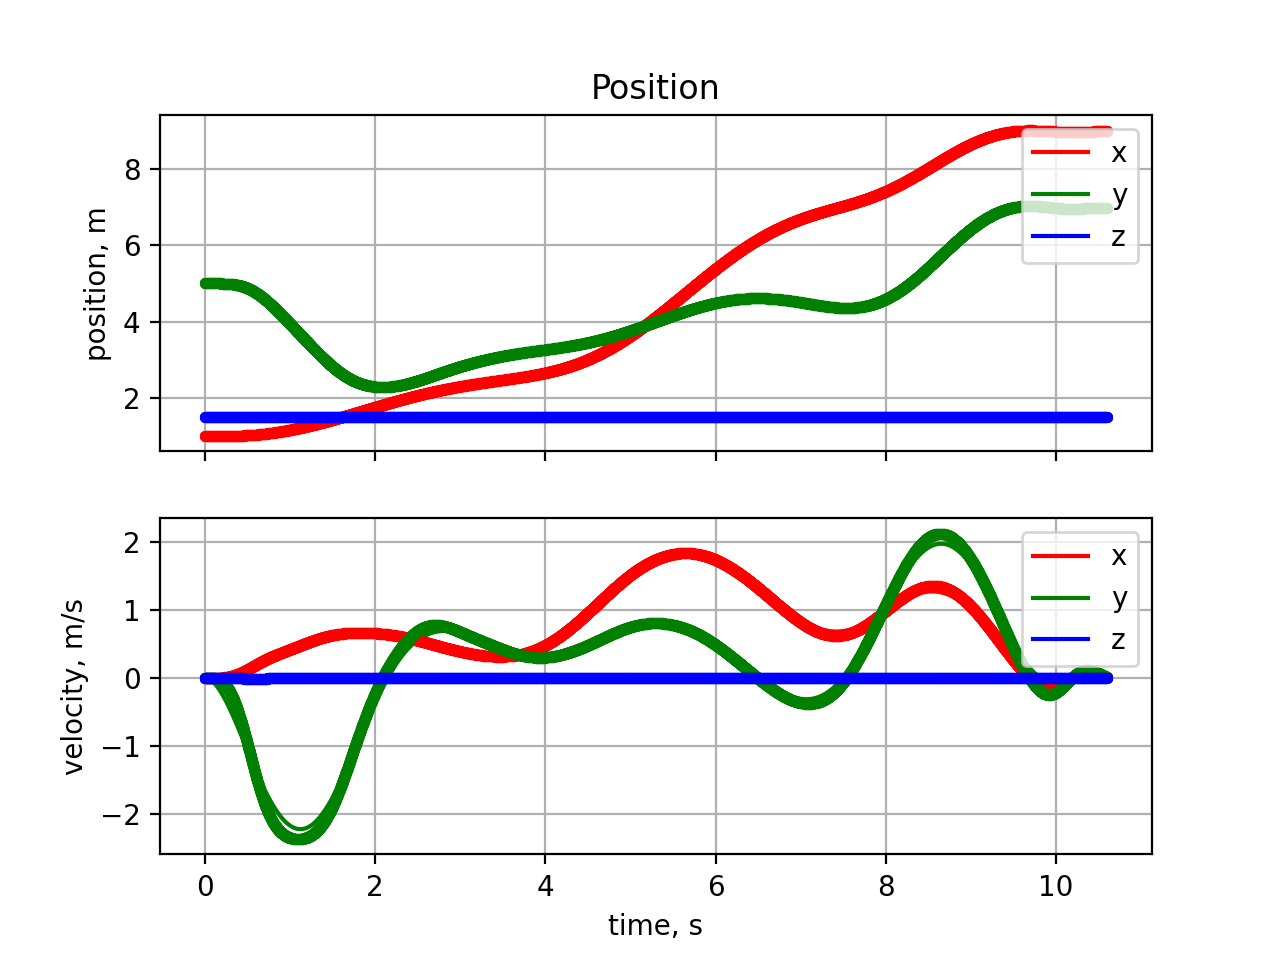 Position
position, m
8
6
4
2
x
y
z
velocity, m/s
2
1
0
−1
−2
x
y
z
0 2 4 6 8 10
time, s